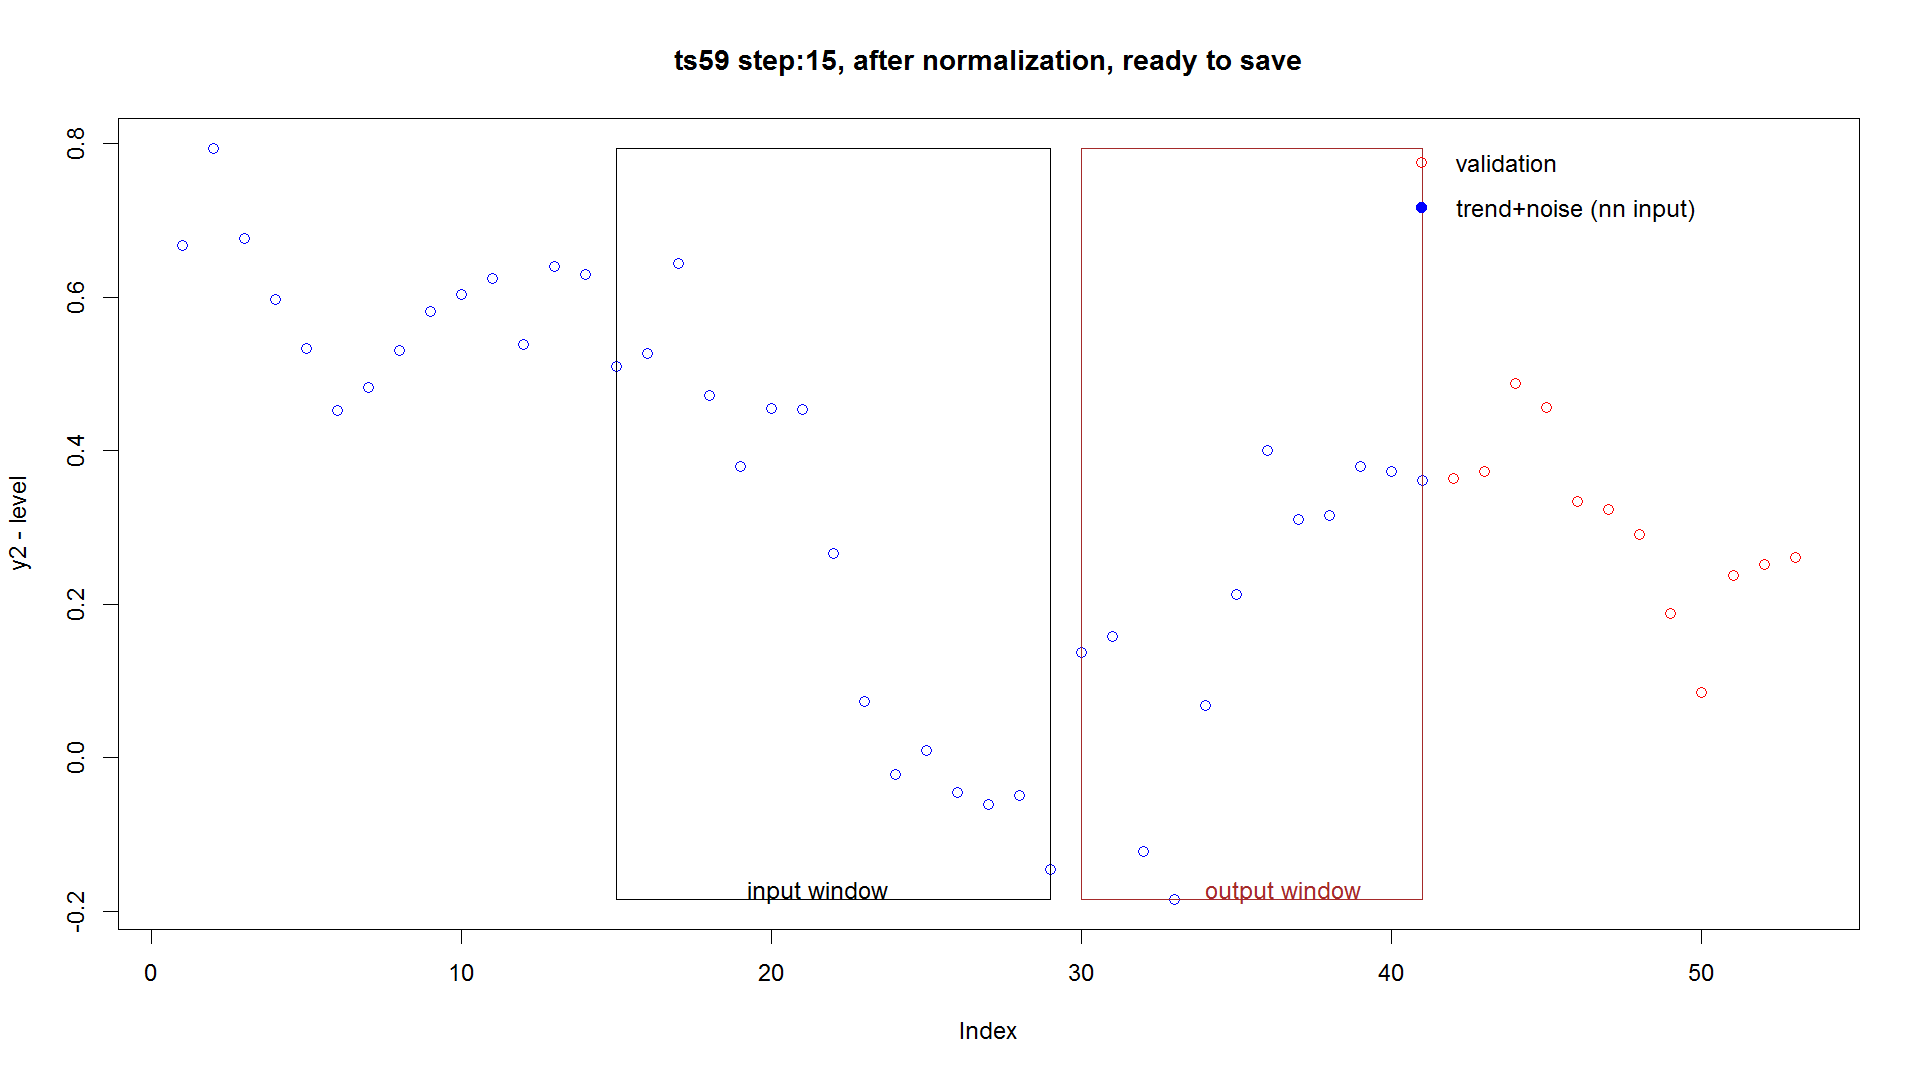 ts59 step:15, after normalization, ready to save
validation
trend+noise (nn input)
y2 - level
0.8
0.6
0.4
0.2
0.0
-0.2
input window
output window
0 10 20 30 40 50
Index